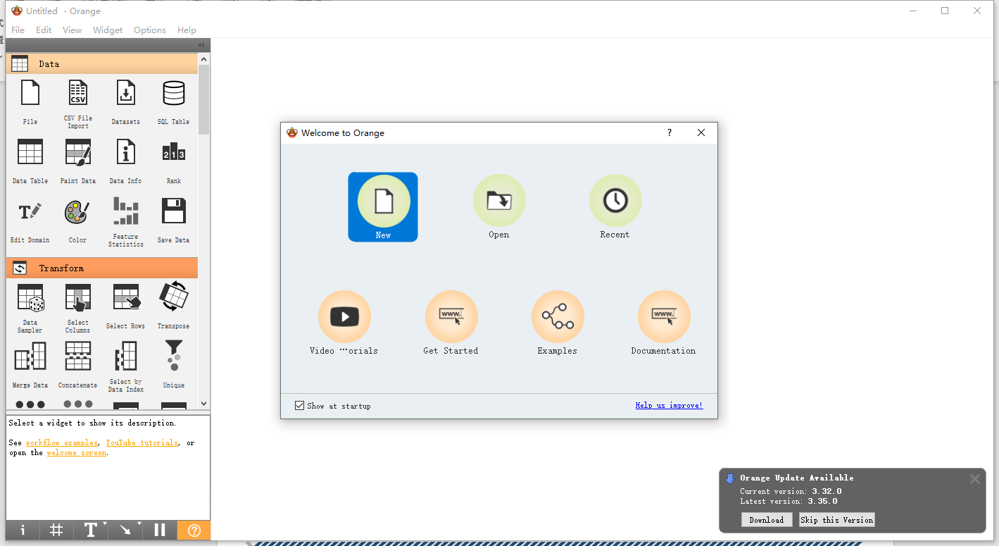 Untitled - Orange
File Edit View Widget Options Help
Data
File
CSV File
Import
Datasets
SQL Table
Data Table
Paint Data
Data Info
Rank
Edit Domain
Color
Feature
Statistics
Save Data
Transform
Data
Sampler
Select
Columns
Select Rows
Transpose
Merge Data
Concatenate
Select by
Data Index
Unique
Select a widget to show its description.
See workflow examples, YouTube tutorials, or
open the welcome screen.
Welcome to Orange
New
Open
Recent
Video ···orials
Get Started
Examples
Documentation
Show at startup
Help us improve!
Orange Update Available
Current version: 3.32.0
Latest version: 3.35.0
Download
Skip this Version